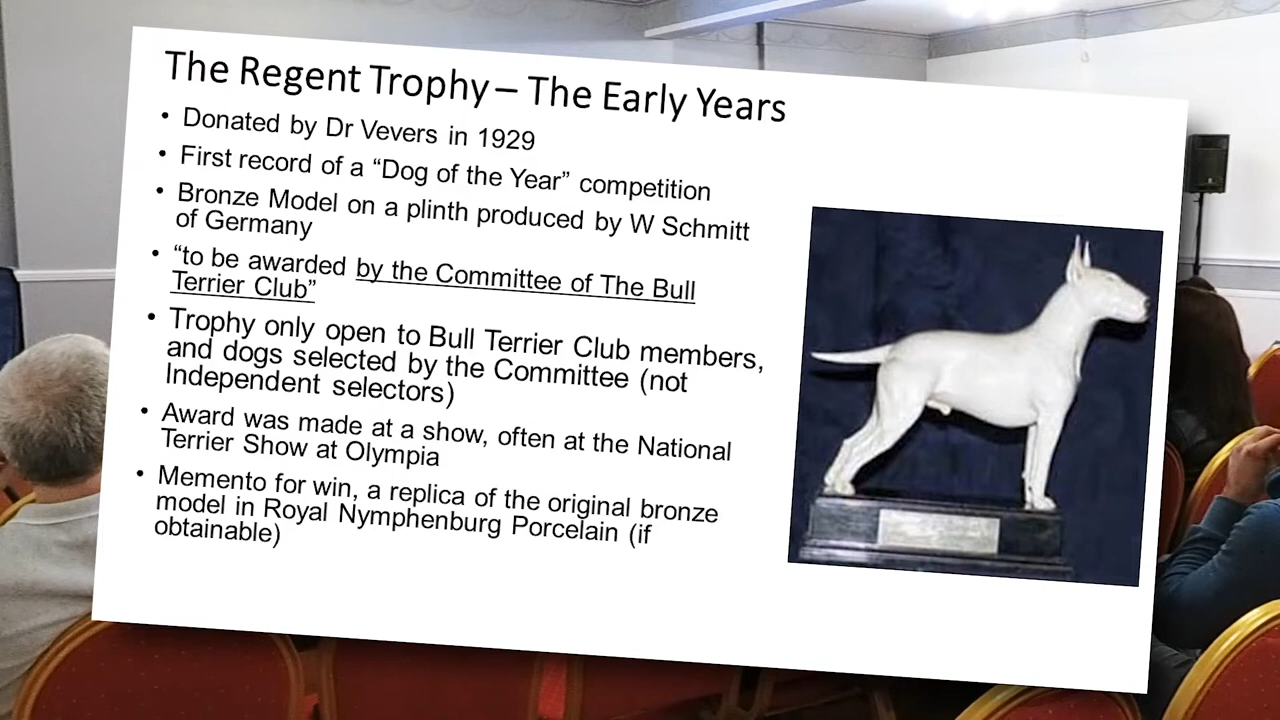 The Regent Trophy – The Early Years
• Donated by Dr Vevers in 1929
• First record of a “Dog of the Year” competition
• Bronze Model on a plinth produced by W Schmitt
of Germany
• “to be awarded by the Committee of The Bull
Terrier Club”
• Trophy only open to Bull Terrier Club members,
and dogs selected by the Committee (not
Independent selectors)
• Award was made at a show, often at the National
Terrier Show at Olympia
• Memento for win, a replica of the original bronze
model in Royal Nymphenburg Porcelain (if
obtainable)